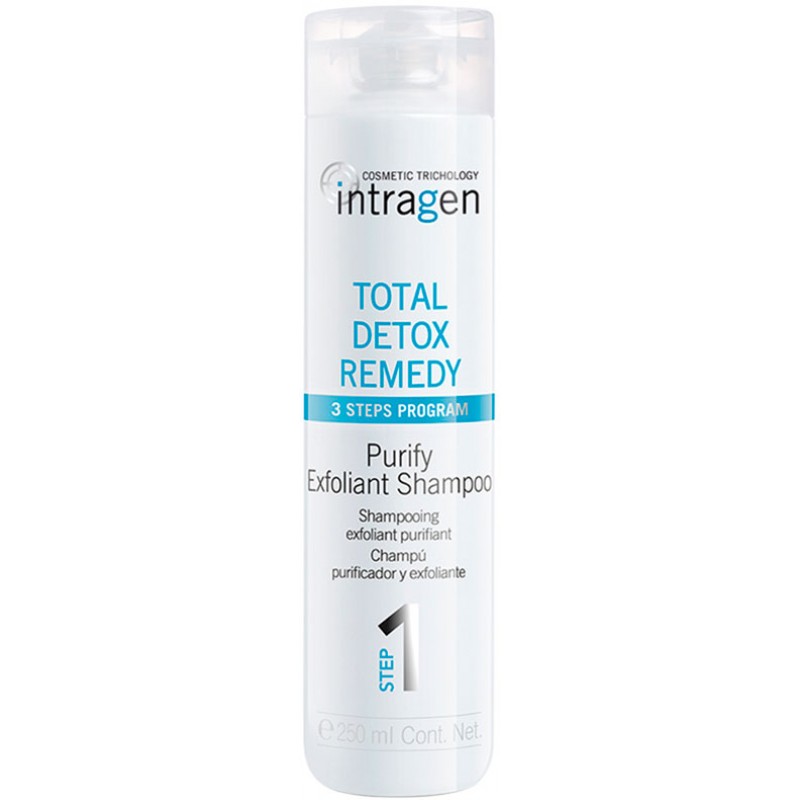 COSMETIC TRICHOLOGY
intragen
TOTAL
DETOX
REMEDY
3 STEPS PROGRAM
Purify
Exfoliant Shampoo
Shampooing
exfoliant purifiant
Champú
purificador y exfoliante
STEP 1
℮ 250 ml Cont. Net.